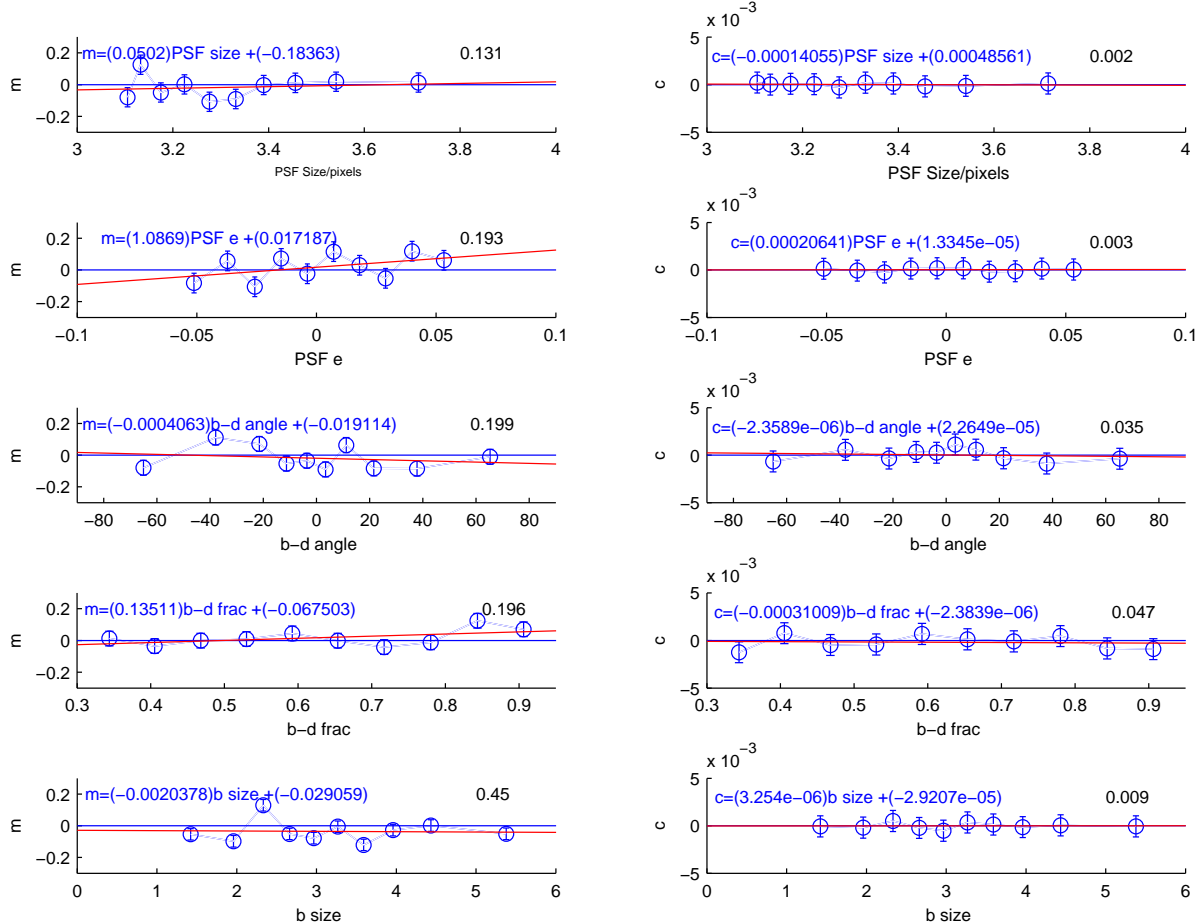 x 10⁻³
0.2
0
−0.2
m
m=(0.0502)PSF size +(−0.18363)
0.131
3 3.2 3.4 3.6 3.8 4
PSF Size/pixels
5
0
−5
c
c=(−0.00014055)PSF size +(0.00048561)
0.002
3 3.2 3.4 3.6 3.8 4
PSF Size/pixels
0.2
0
−0.2
m
m=(1.0869)PSF e +(0.017187)
0.193
−0.1 −0.05 0 0.05 0.1
PSF e
x 10⁻³
5
0
−5
c
c=(0.00020641)PSF e +(1.3345e−05)
0.003
−0.1 −0.05 0 0.05 0.1
PSF e
0.2
0
−0.2
m
m=(−0.0004063)b−d angle +(−0.019114)
0.199
−80 −60 −40 −20 0 20 40 60 80
b−d angle
x 10⁻³
5
0
−5
c
c=(−2.3589e−06)b−d angle +(2.2649e−05)
0.035
−80 −60 −40 −20 0 20 40 60 80
b−d angle
0.2
0
−0.2
m
m=(0.13511)b−d frac +(−0.067503)
0.196
0.3 0.4 0.5 0.6 0.7 0.8 0.9
b−d frac
x 10⁻³
5
0
−5
c
c=(−0.00031009)b−d frac +(−2.3839e−06)
0.047
0.3 0.4 0.5 0.6 0.7 0.8 0.9
b−d frac
0.2
0
−0.2
m
m=(−0.0020378)b size +(−0.029059)
0.45
0 1 2 3 4 5 6
b size
x 10⁻³
5
0
−5
c
c=(3.254e−06)b size +(−2.9207e−05)
0.009
0 1 2 3 4 5 6
b size